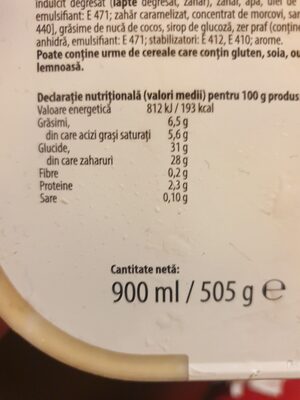 îndulcit degresat (lapte degresat, zahăr), zahăr, apă, ulei de
emulsifiant: E 471; zahăr caramelizat, concentrat de morcovi, sar
440], grăsime de nucă de cocos, sirop de glucoză, zer praf (conține
anhidră, emulsifiant: E 471; stabilizatori: E 412, E 410; arome.
Poate conține urme de cereale care conțin gluten, soia, ou
lemnoasă.
Declarație nutrițională (valori medii) pentru 100 g produs
Valoare energetică 812 kJ / 193 kcal
Grăsimi, 6,5 g
din care acizi grași saturați 5,6 g
Glucide, 31 g
din care zaharuri 28 g
Fibre 0,2 g
Proteine 2,3 g
Sare 0,10 g
Cantitate netă:
900 ml / 505 g ℮